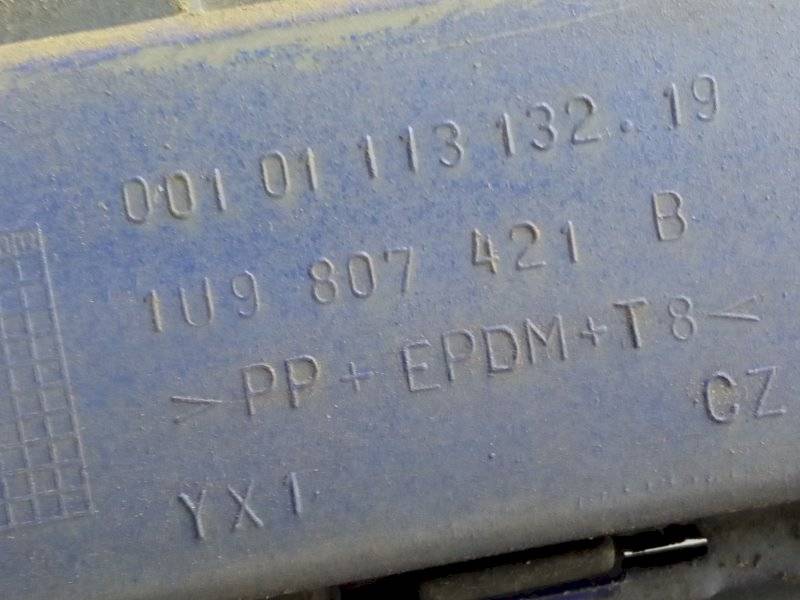 001 01 113 132.19
1U9 807 421 B
>PP+EPDM+T8<
CZ
YX1